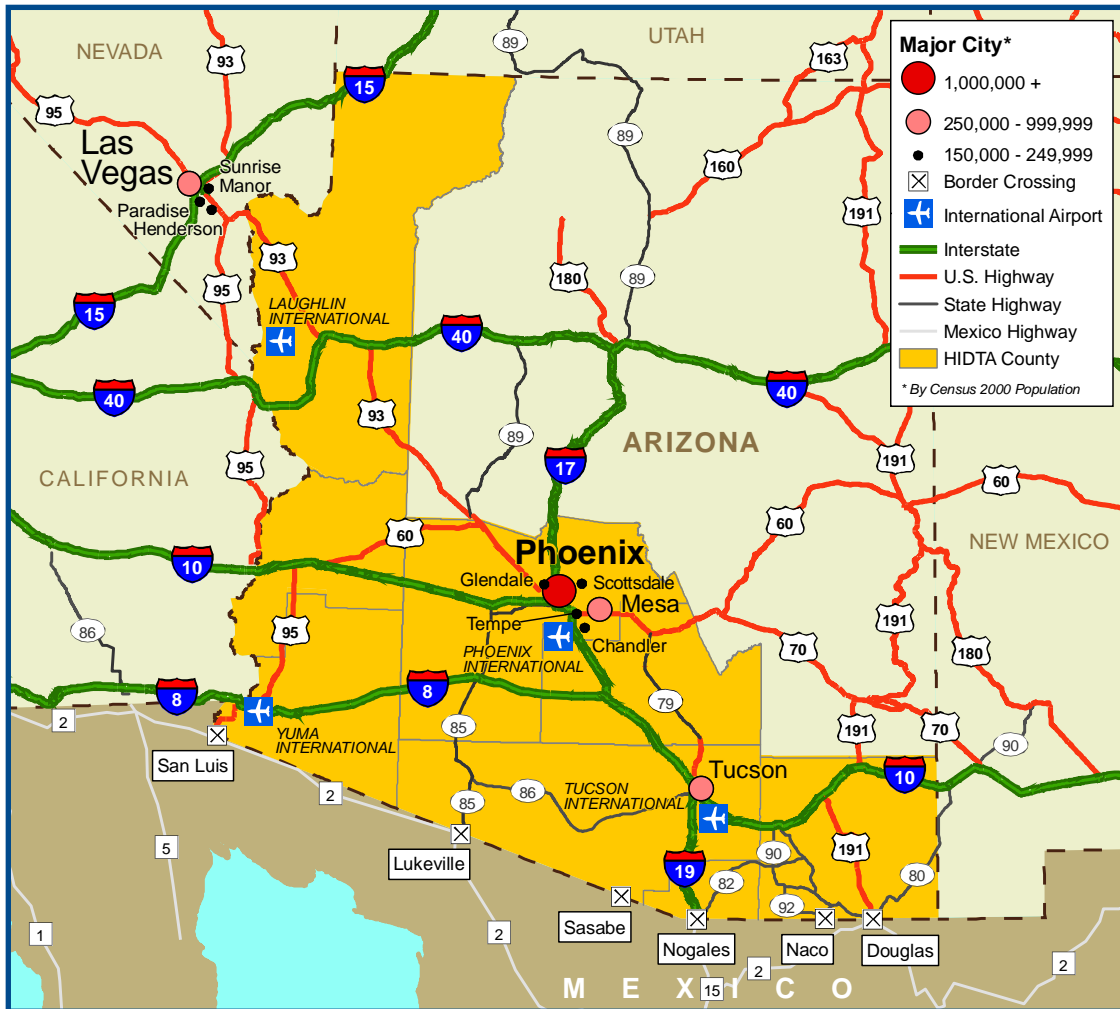 NEVADA
UTAH
CALIFORNIA
ARIZONA
NEW MEXICO
M E X I C O
Major City*
1,000,000 +
250,000 - 999,999
150,000 - 249,999
Border Crossing
International Airport
Interstate
U.S. Highway
State Highway
Mexico Highway
HIDTA County
* By Census 2000 Population
93
15
89
163
95
Las
Vegas
Sunrise
Manor
Paradise
Henderson
89
160
191
93
95
180
89
15
LAUGHLIN
INTERNATIONAL
40
40
40
93
89
17
95
191
60
60
60
10
Phoenix
Glendale
Scottsdale
Mesa
Tempe
Chandler
PHOENIX
INTERNATIONAL
86
95
70
191
180
8
8
79
YUMA
INTERNATIONAL
2
San Luis
85
191
70
90
Tucson
10
TUCSON
INTERNATIONAL
2
86
85
Lukeville
5
191
90
80
19
82
92
Sasabe
Nogales
Naco
Douglas
1
2
2
2
15